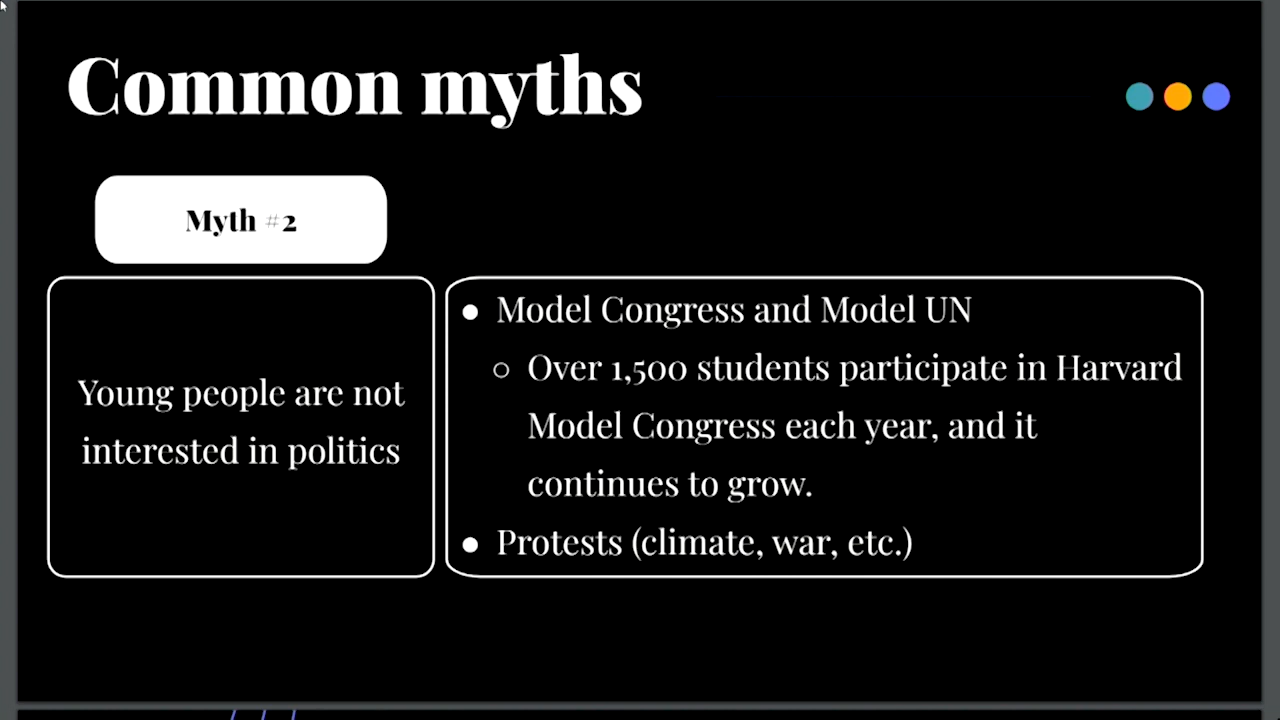 Common myths
Myth #2
Young people are not
interested in politics
● Model Congress and Model UN
○ Over 1,500 students participate in Harvard
Model Congress each year, and it
continues to grow.
● Protests (climate, war, etc.)